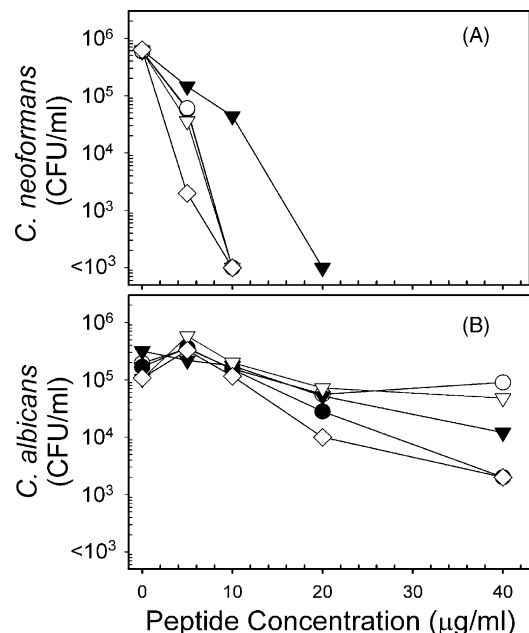 (A)
C. neoformans
(CFU/ml)
10⁶
10⁵
10⁴
10³
<10³
(B)
C. albicans
(CFU/ml)
10⁶
10⁵
10⁴
10³
<10³
0 10 20 30 40
Peptide Concentration (μg/ml)